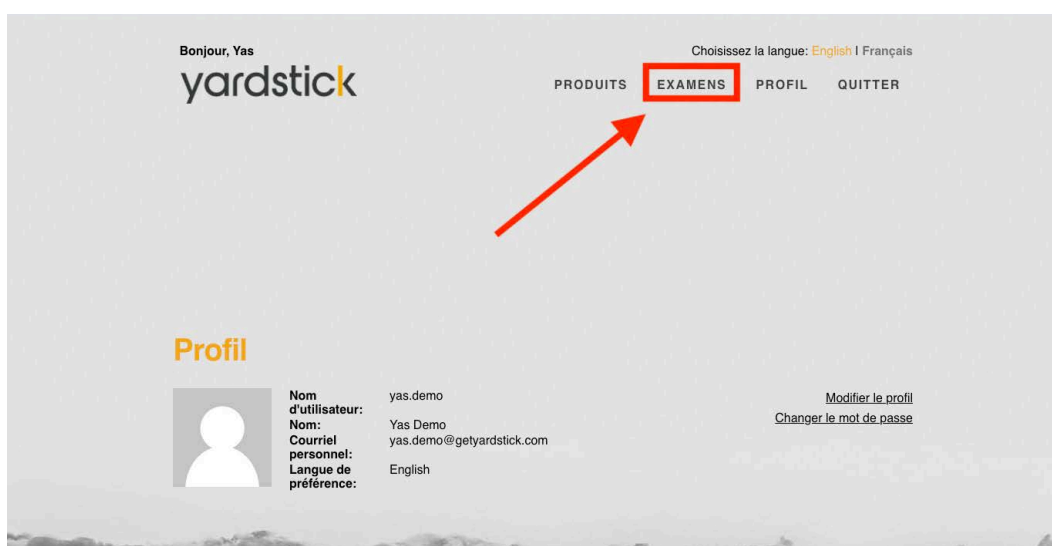 Bonjour, Yas
Choisissez la langue: English I Français
yardstick
PRODUITS EXAMENS PROFIL QUITTER
Profil
Nom d'utilisateur: yas.demo
Nom: Yas Demo
Courriel personnel: yas.demo@getyardstick.com
Langue de préférence: English
Modifier le profil
Changer le mot de passe